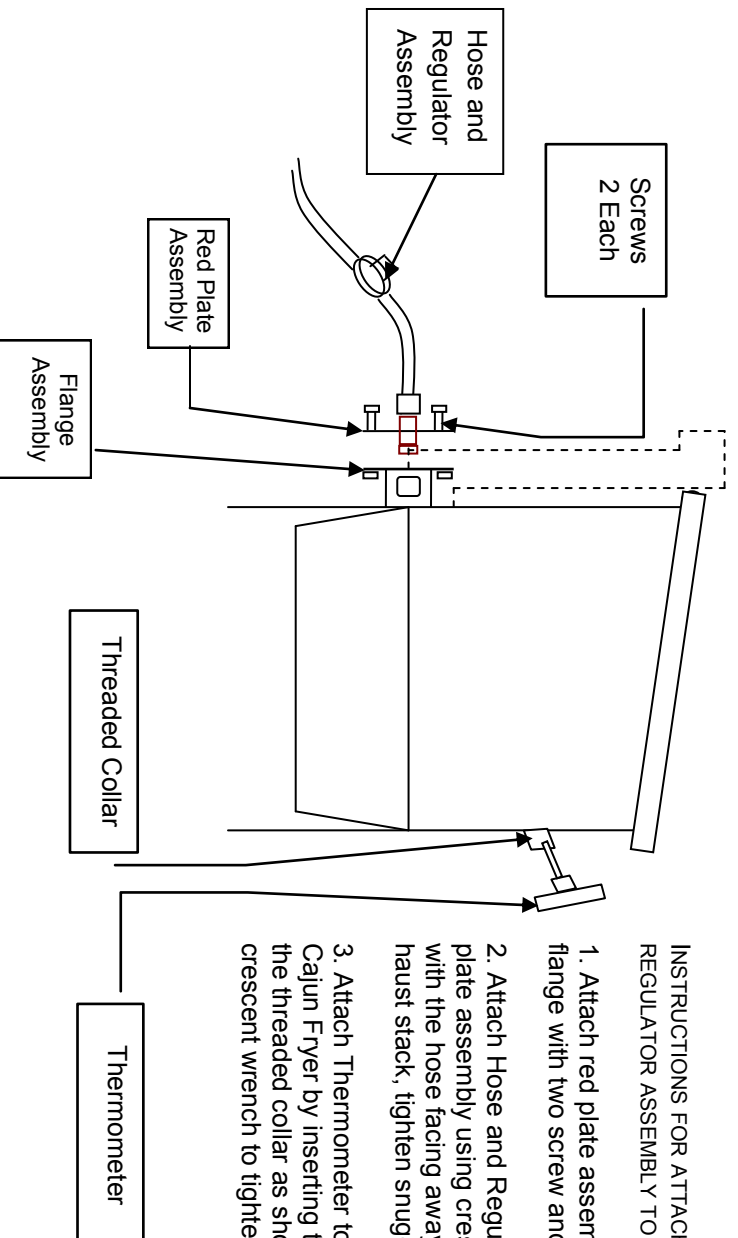 Screws
2 Each
Hose and
Regulator
Assembly
Red Plate
Assembly
Flange
Assembly
Threaded Collar
Thermometer
INSTRUCTIONS FOR ATTACH
REGULATOR ASSEMBLY TO
1. Attach red plate assem
flange with two screw and
2. Attach Hose and Regu
plate assembly using cres
with the hose facing away
haust stack, tighten snug
3. Attach Thermometer to
Cajun Fryer by inserting t
the threaded collar as sho
crescent wrench to tighte